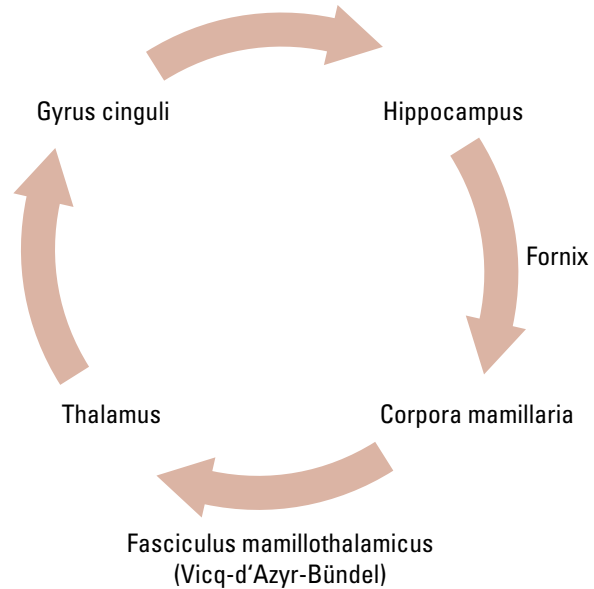 Gyrus cinguli
Hippocampus
Fornix
Thalamus
Corpora mamillaria
Fasciculus mamillothalamicus
(Vicq-d‘Azyr-Bündel)